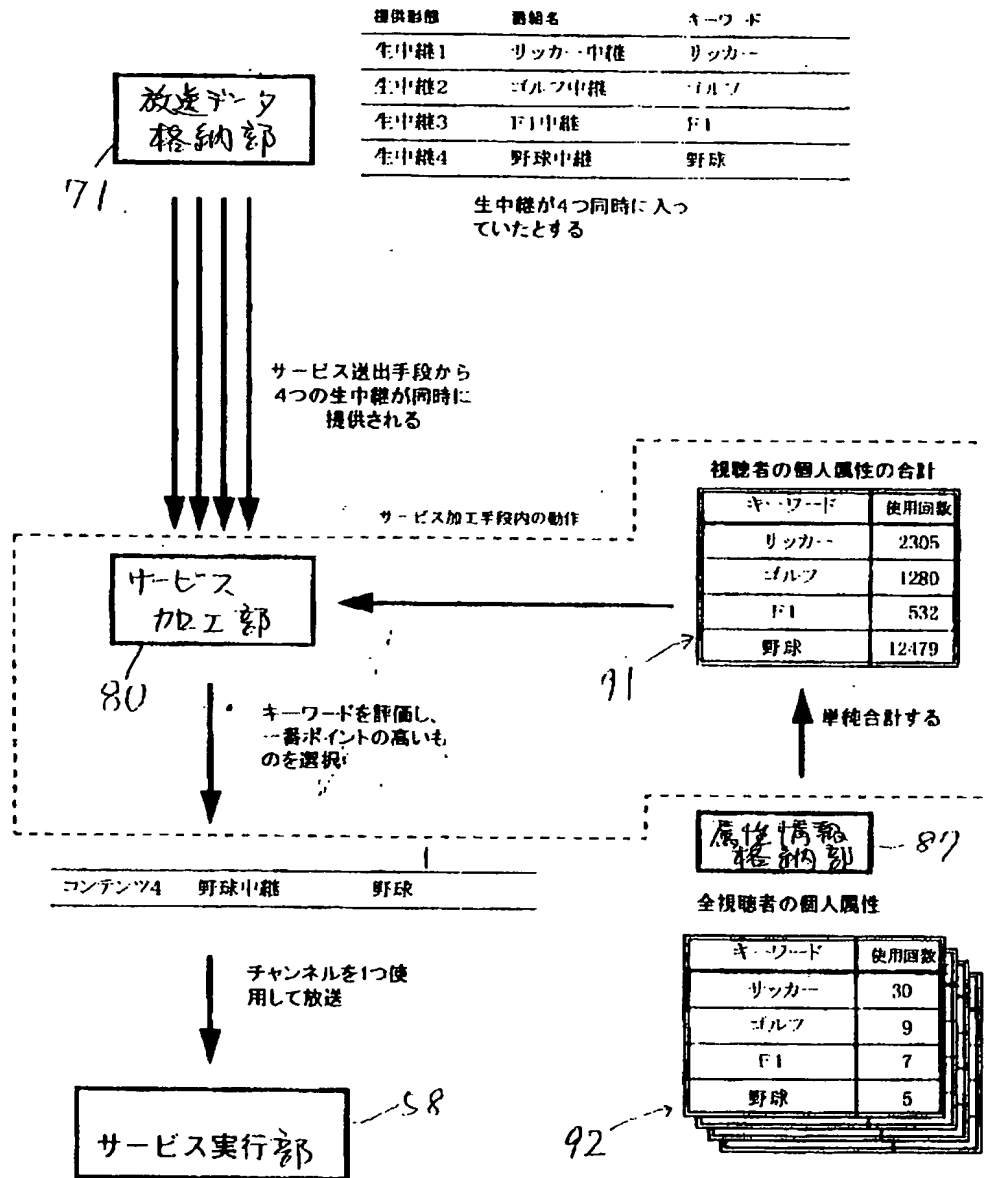 提供形態 番組名 キーワード
生中継1 サッカー中継 サッカー
生中継2 ゴルフ中継 ゴルフ
生中継3 F1中継 F1
生中継4 野球中継 野球
放送データ
格納部
71
生中継が4つ同時に入っ
ていたとする
サービス送出手段から
4つの生中継が同時に
提供される
サービス加工手段内の動作
視聴者の個人属性の合計
キーワード 使用回数
サッカー 2305
ゴルフ 1280
F1 532
野球 12479
91
サービス
加工部
80
キーワードを評価し、
一番ポイントの高いも
のを選択
単純合計する
属性情報
格納部
87
コンテンツ4 野球中継 野球
全視聴者の個人属性
キーワード 使用回数
サッカー 30
ゴルフ 9
F1 7
野球 5
92
チャンネルを1つ使
用して放送
サービス実行部
58